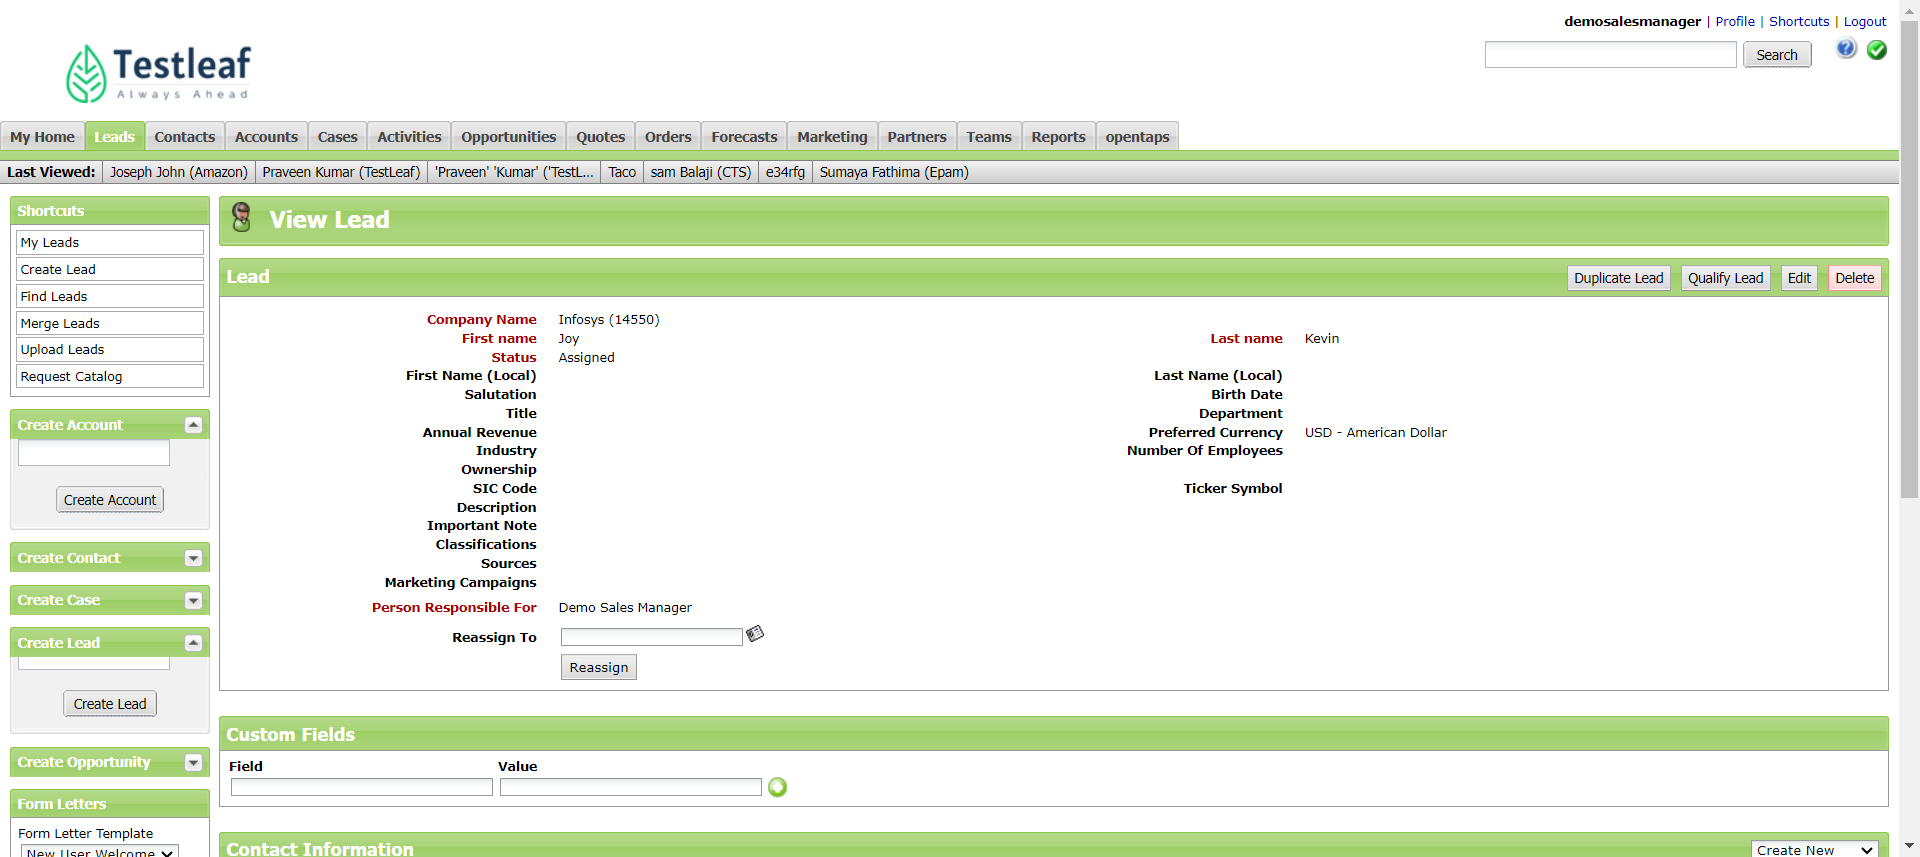 demosalesmanager | Profile | Shortcuts | Logout
Testleaf
Always Ahead
Search
My Home Leads Contacts Accounts Cases Activities Opportunities Quotes Orders Forecasts Marketing Partners Teams Reports opentaps
Last Viewed: Joseph John (Amazon) Praveen Kumar (TestLeaf) 'Praveen' 'Kumar' ('TestL... Taco sam Balaji (CTS) e34rfg Sumaya Fathima (Epam)
Shortcuts
My Leads
Create Lead
Find Leads
Merge Leads
Upload Leads
Request Catalog
Create Account
Create Account
Create Contact
Create Case
Create Lead
Create Lead
Create Opportunity
Form Letters
Form Letter Template
New User Welcome
View Lead
Lead Duplicate Lead Qualify Lead Edit Delete
Company Name Infosys (14550)
First name Joy Last name Kevin
Status Assigned
First Name (Local) Last Name (Local)
Salutation Birth Date
Title Department
Annual Revenue Preferred Currency USD - American Dollar
Industry Number Of Employees
Ownership
SIC Code Ticker Symbol
Description
Important Note
Classifications
Sources
Marketing Campaigns
Person Responsible For Demo Sales Manager
Reassign To
Reassign
Custom Fields
Field Value
Contact Information Create New